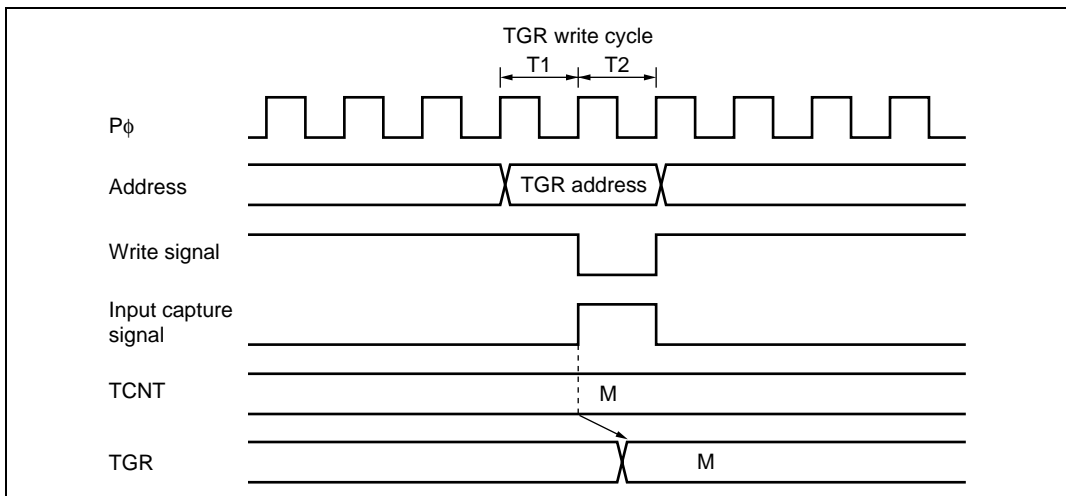 TGR write cycle
T1 T2
Pϕ
Address
TGR address
Write signal
Input capture
signal
TCNT
M
TGR
M